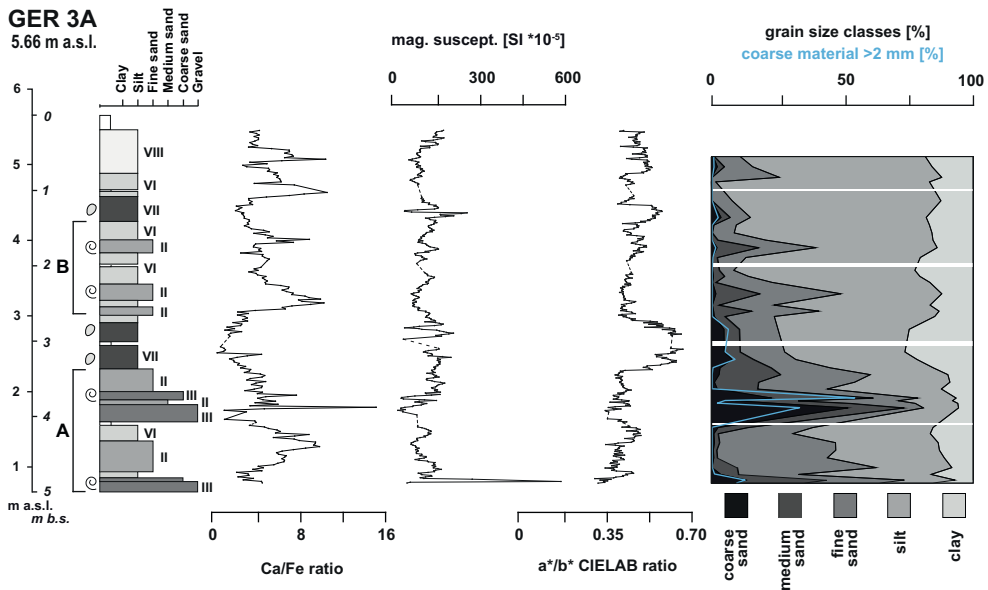 GER 3A
5.66 m a.s.l.
Clay
Silt
Fine sand
Medium sand
Coarse sand
Gravel
mag. suscept. [SI *10-5]
0 300 600
grain size classes [%]
coarse material >2 mm [%]
0 50 100
6
5
4
3
2
1
0
m a.s.l.
0
1
2
3
4
5
m b.s.
B
A
VIII
VI
VII
VI
II
VI
II
II
VII
II
III
II
III
VI
II
III
0 8 16
Ca/Fe ratio
0 0.35 0.70
a*/b* CIELAB ratio
coarse
sand
medium
sand
fine
sand
silt
clay